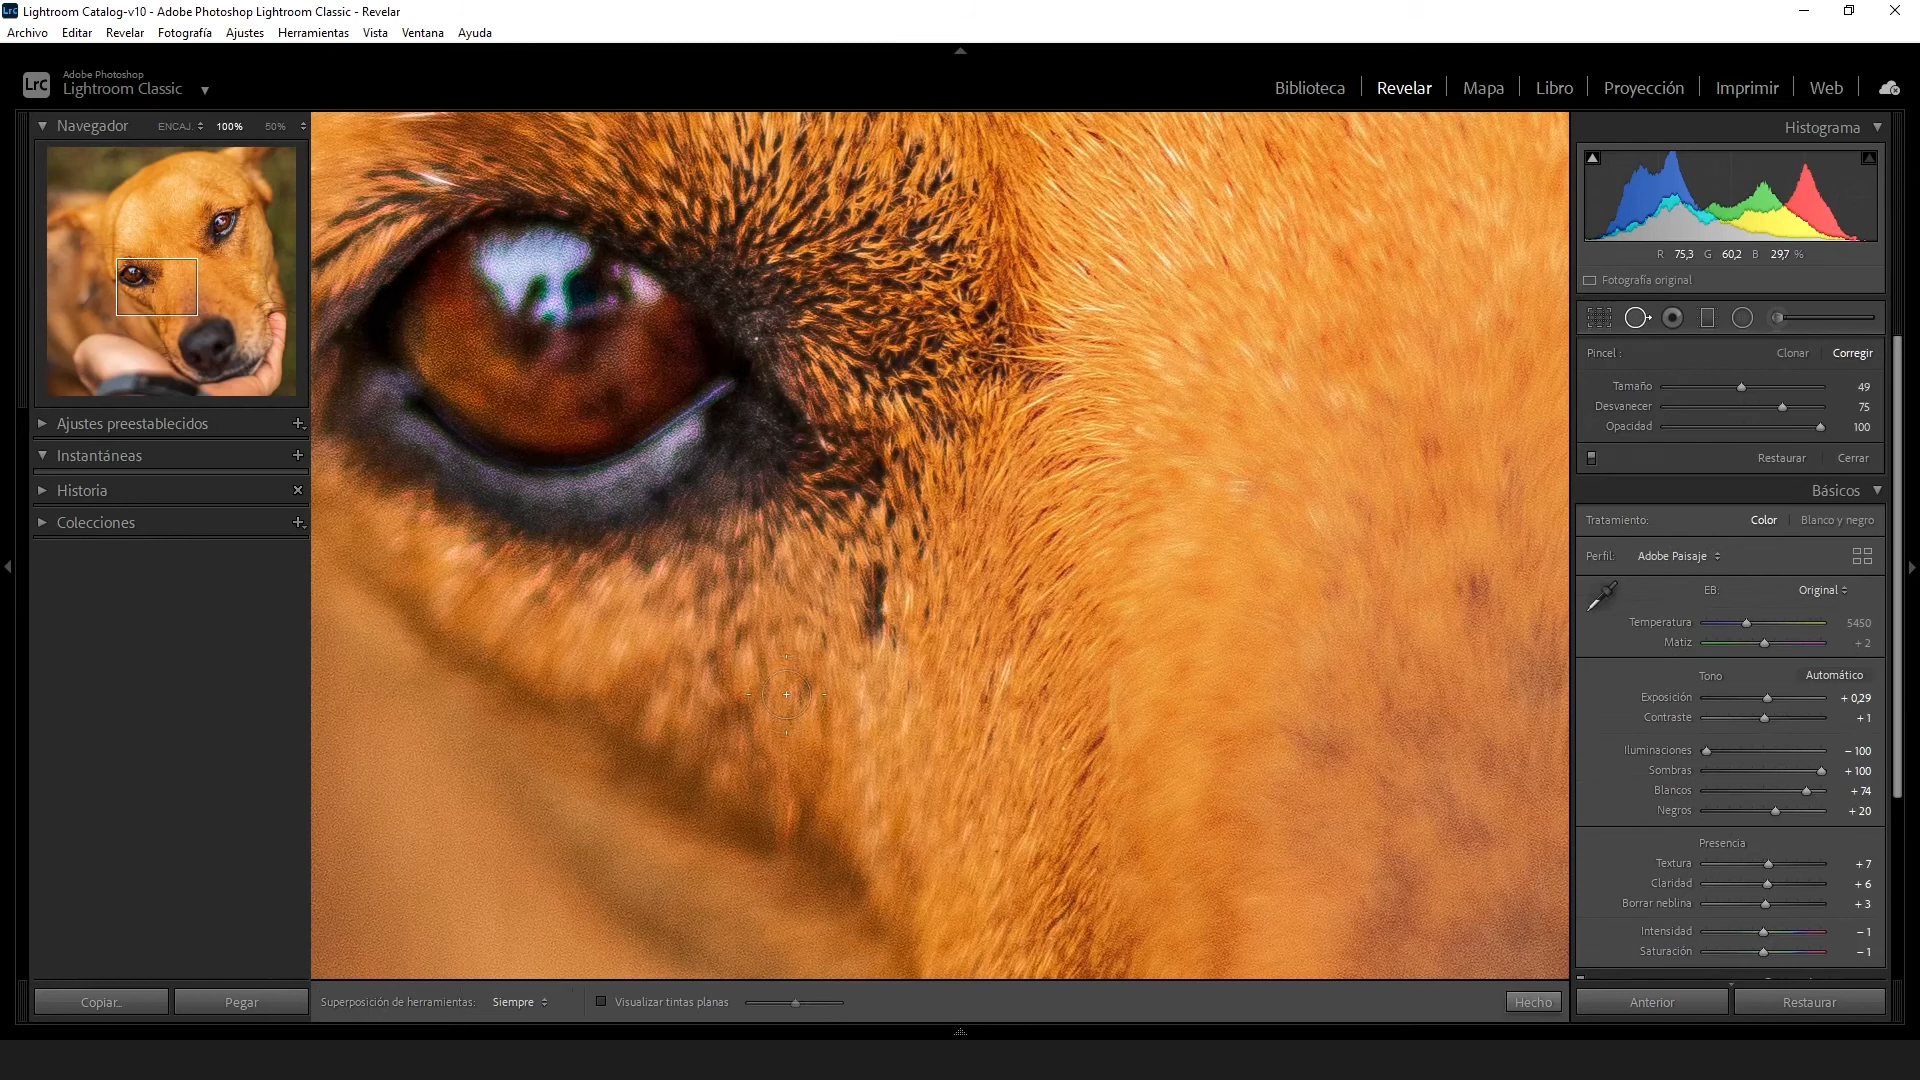 Lrc Lightroom Catalog-v10 - Adobe Photoshop Lightroom Classic - Revelar
Archivo Editar Revelar Fotografía Ajustes Herramientas Vista Ventana Ayuda
LrC
Adobe Photoshop
Lightroom Classic
Biblioteca Revelar Mapa Libro Proyección Imprimir Web
Navegador ENCAJ. 100% 50%
Ajustes preestablecidos
Instantáneas
Historia
Colecciones
Copiar... Pegar
Superposición de herramientas: Siempre Visualizar tintas planas Hecho
Histograma
R 75,3 G 60,2 B 29,7 %
Fotografía original
Pincel : Clonar Corregir
Tamaño 49
Desvanecer 75
Opacidad 100
Restaurar Cerrar
Básicos
Tratamiento: Color Blanco y negro
Perfil: Adobe Paisaje
EB: Original
Temperatura 5450
Matiz + 2
Tono Automático
Exposición + 0,29
Contraste + 1
Iluminaciones − 100
Sombras + 100
Blancos + 74
Negros + 20
Presencia
Textura + 7
Claridad + 6
Borrar neblina + 3
Intensidad − 1
Saturación − 1
Anterior Restaurar